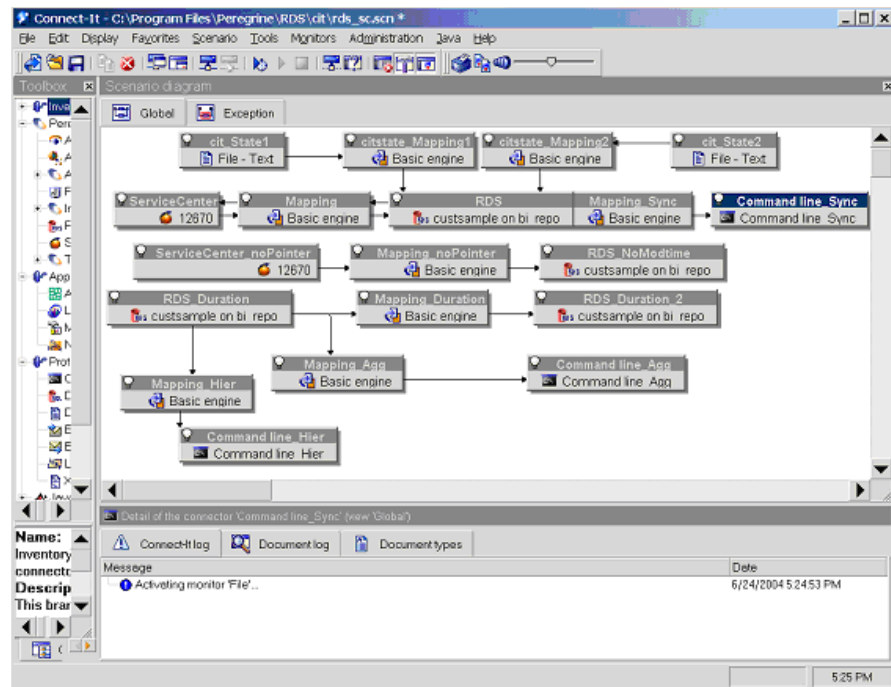 Connect-It - C:\Program Files\Peregrine\RDS\cit\rds_sc.scn *
File Edit Display Favorites Scenario Tools Monitors Administration Java Help
Toolbox
Scenario diagram
Global Exception
Inve
Pere
App
Prot
cit_State1 citstate_Mapping1 citstate_Mapping2 cit_State2
File - Text Basic engine Basic engine File - Text
ServiceCenter Mapping RDS Mapping_Sync Command line_Sync
12670 Basic engine custsample on bi_repo Basic engine Command line_Sync
ServiceCenter_noPointer Mapping_noPointer RDS_NoModtime
12670 Basic engine custsample on bi_repo
RDS_Duration Mapping_Duration RDS_Duration_2
custsample on bi_repo Basic engine custsample on bi_repo
Mapping_Agg Command line_Agg
Basic engine Command line_Agg
Mapping_Hier
Basic engine
Command line_Hier
Command line_Hier
Detail of the connector 'Command line_Sync' (view 'Global')
Name:
Inventory
connecto
Descrip
This bran
Connect-It log Document log Document types
Message Date
Activating monitor 'File'... 6/24/2004 5:24:53 PM
5:25 PM